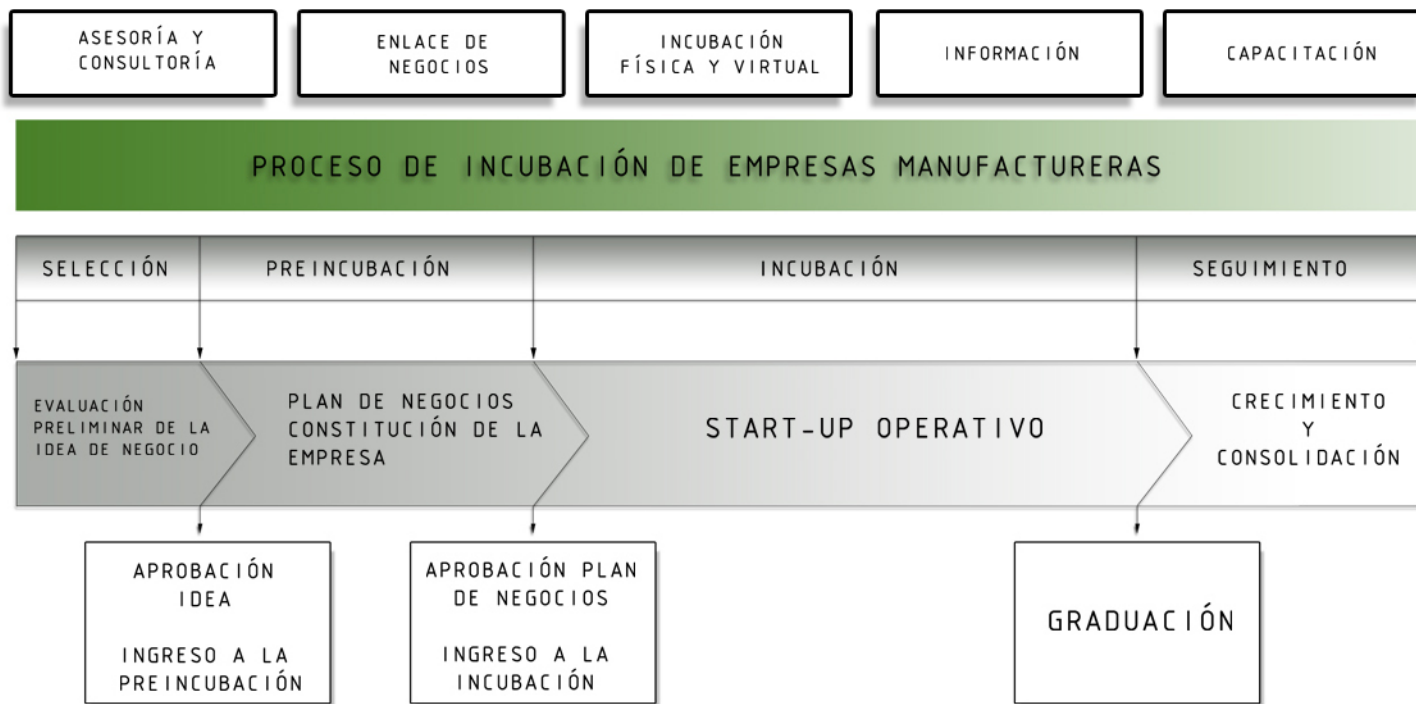 ASESORÍA Y
CONSULTORÍA
ENLACE DE
NEGOCIOS
INCUBACIÓN
FÍSICA Y VIRTUAL
INFORMACIÓN
CAPACITACIÓN
PROCESO DE INCUBACIÓN DE EMPRESAS MANUFACTURERAS
SELECCIÓN
PREINCUBACIÓN
INCUBACIÓN
SEGUIMIENTO
EVALUACIÓN
PRELIMINAR DE LA
IDEA DE NEGOCIO
PLAN DE NEGOCIOS
CONSTITUCIÓN DE LA
EMPRESA
START-UP OPERATIVO
CRECIMIENTO
Y
CONSOLIDACIÓN
APROBACIÓN
IDEA
INGRESO A LA
PREINCUBACIÓN
APROBACIÓN PLAN
DE NEGOCIOS
INGRESO A LA
INCUBACIÓN
GRADUACIÓN